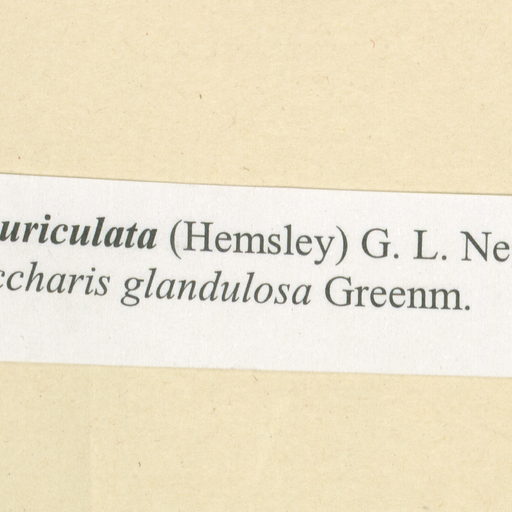 uriculata (Hemsley) G. L. Ne
ccharis glandulosa Greenm.